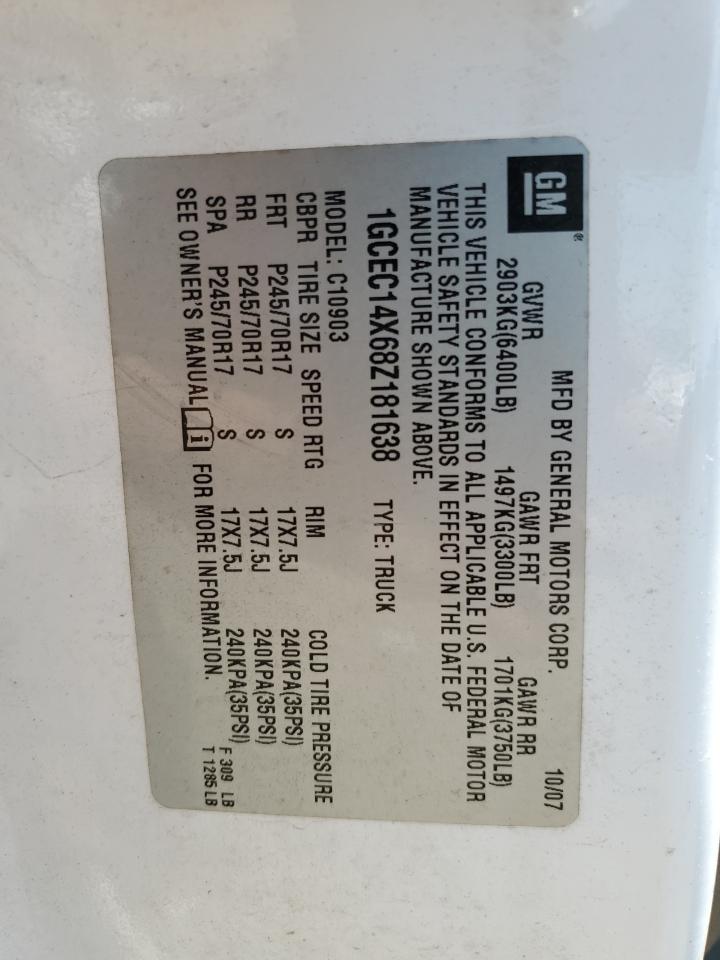 GM®
MFD BY GENERAL MOTORS CORP. 10/07
GVWR GAWR FRT GAWR RR
2903KG(6400LB) 1497KG(3300LB) 1701KG(3750LB)
THIS VEHICLE CONFORMS TO ALL APPLICABLE U.S. FEDERAL MOTOR
VEHICLE SAFETY STANDARDS IN EFFECT ON THE DATE OF
MANUFACTURE SHOWN ABOVE.
1GCEC14X68Z181638 TYPE: TRUCK
MODEL: C10903
CBPR TIRE SIZE SPEED RTG RIM COLD TIRE PRESSURE
FRT P245/70R17 S 17X7.5J 240KPA(35PSI)
RR P245/70R17 S 17X7.5J 240KPA(35PSI)
SPA P245/70R17 S 17X7.5J 240KPA(35PSI)
SEE OWNER'S MANUAL i FOR MORE INFORMATION.
F 309 LB
T 1285 LB